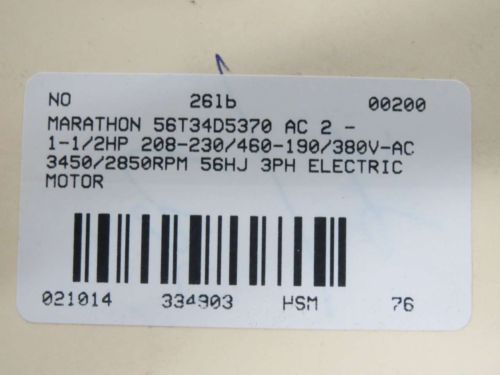 NO 261b 00200
MARATHON 56T34D5370 AC 2 -
1-1/2HP 208-230/460-190/380V-AC
3450/2850RPM 56HJ 3PH ELECTRIC
MOTOR
021014 334903 HSM 76